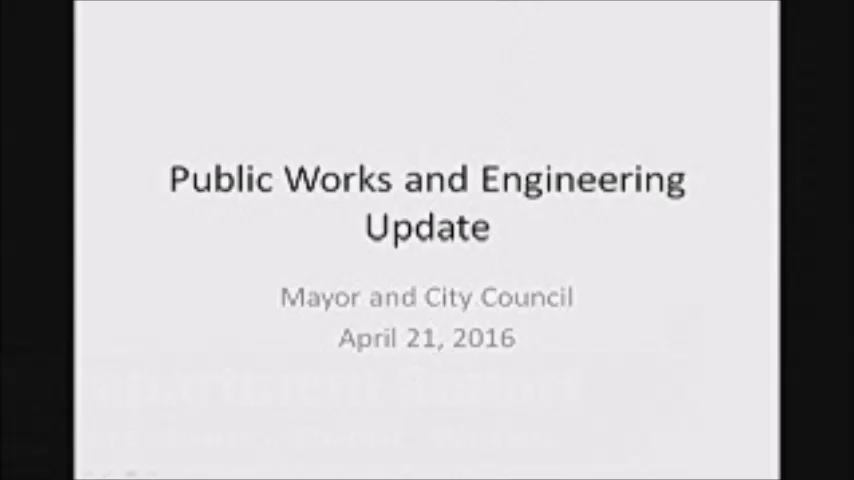 Public Works and Engineering
Update
Mayor and City Council
April 21, 2016